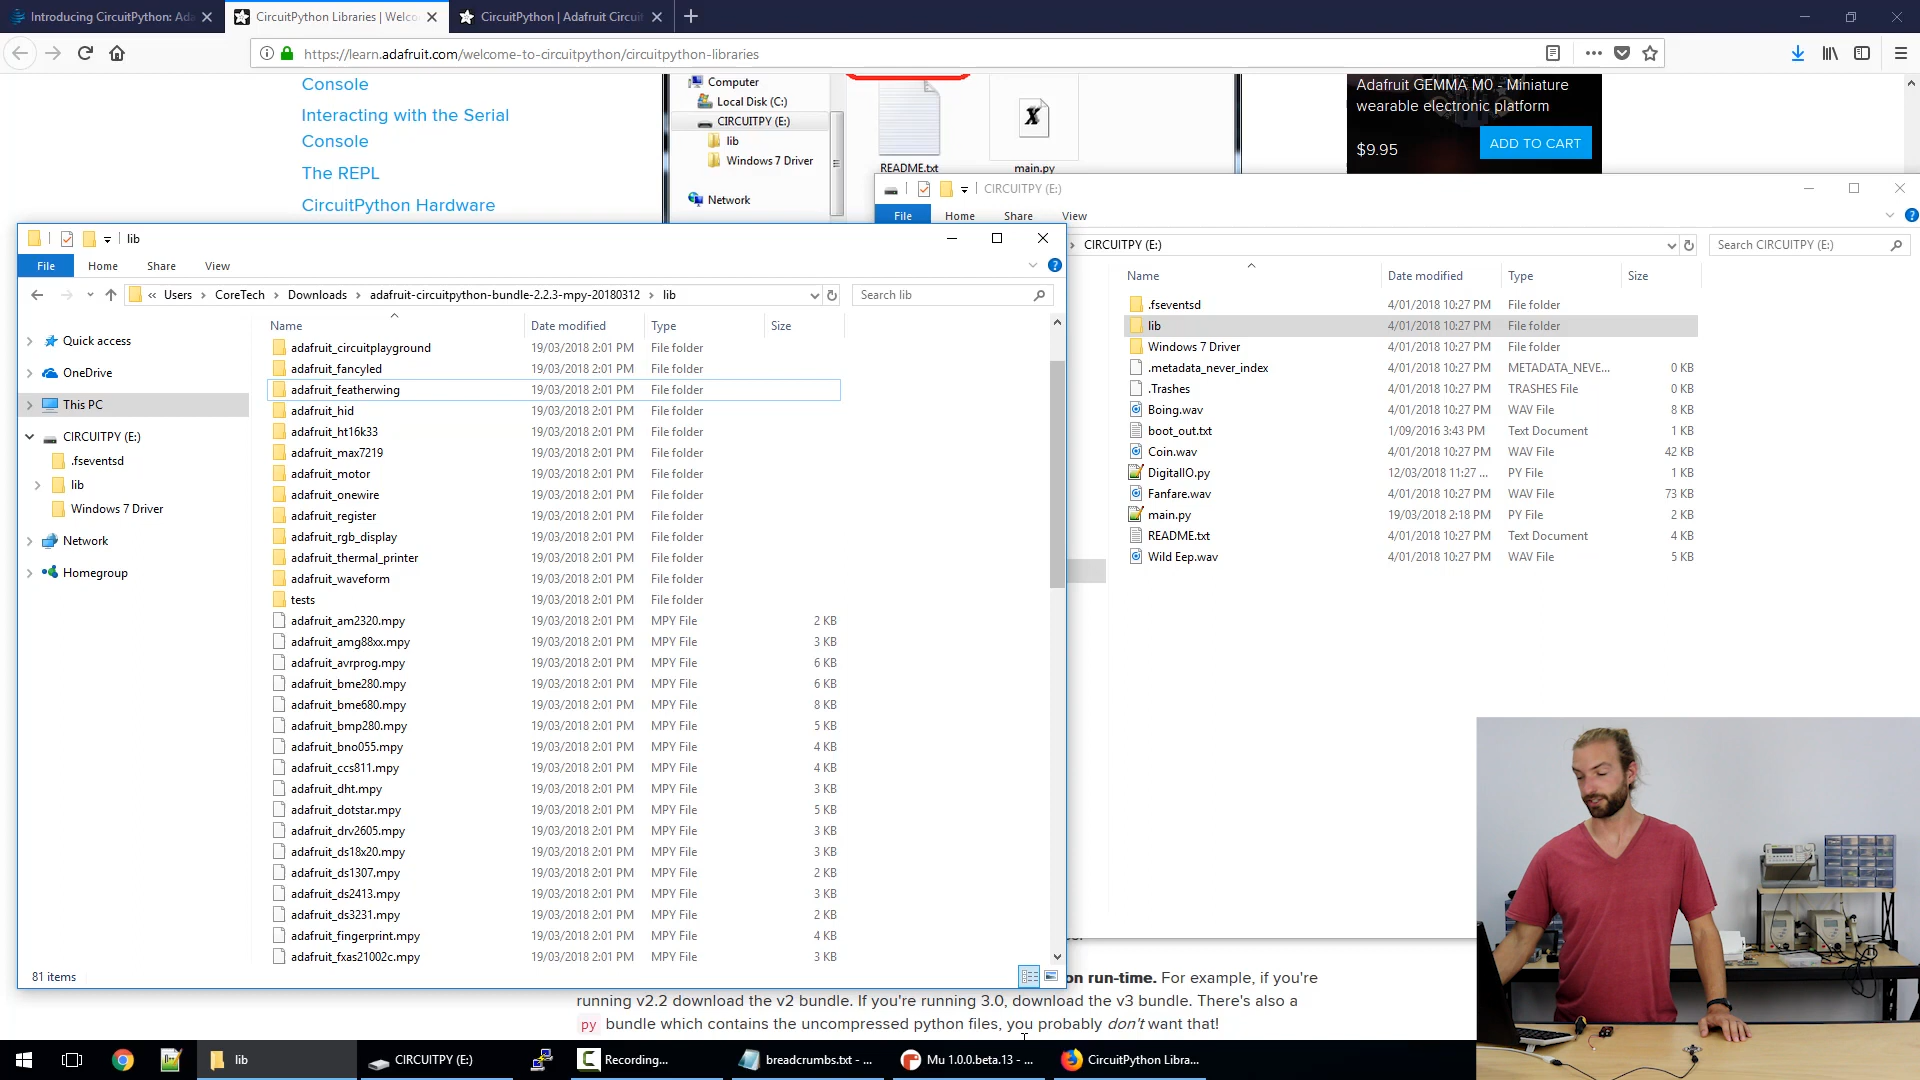 Introducing CircuitPython: Ada
CircuitPython Libraries | Welco
CircuitPython | Adafruit Circuit
https://learn.adafruit.com/welcome-to-circuitpython/circuitpython-libraries
Console
Interacting with the Serial
Console
The REPL
CircuitPython Hardware
Computer
Local Disk (C:)
CIRCUITPY (E:)
lib
Windows 7 Driver
Network
README.txt
main.py
Adafruit GEMMA M0 - Miniature
wearable electronic platform
$9.95
ADD TO CART
CIRCUITPY (E:)
File Home Share View
CIRCUITPY (E:)
Search CIRCUITPY (E:)
Name Date modified Type Size
.fseventsd 4/01/2018 10:27 PM File folder
lib 4/01/2018 10:27 PM File folder
Windows 7 Driver 4/01/2018 10:27 PM File folder
.metadata_never_index 4/01/2018 10:27 PM METADATA_NEVE... 0 KB
.Trashes 4/01/2018 10:27 PM TRASHES File 0 KB
Boing.wav 4/01/2018 10:27 PM WAV File 8 KB
boot_out.txt 1/09/2016 3:43 PM Text Document 1 KB
Coin.wav 4/01/2018 10:27 PM WAV File 42 KB
DigitalIO.py 12/03/2018 11:27 ... PY File 1 KB
Fanfare.wav 4/01/2018 10:27 PM WAV File 73 KB
main.py 19/03/2018 2:18 PM PY File 2 KB
README.txt 4/01/2018 10:27 PM Text Document 4 KB
Wild Eep.wav 4/01/2018 10:27 PM WAV File 5 KB
lib
File Home Share View
« Users > CoreTech > Downloads > adafruit-circuitpython-bundle-2.2.3-mpy-20180312 > lib
Search lib
Quick access
OneDrive
This PC
CIRCUITPY (E:)
.fseventsd
lib
Windows 7 Driver
Network
Homegroup
Name Date modified Type Size
adafruit_circuitplayground 19/03/2018 2:01 PM File folder
adafruit_fancyled 19/03/2018 2:01 PM File folder
adafruit_featherwing 19/03/2018 2:01 PM File folder
adafruit_hid 19/03/2018 2:01 PM File folder
adafruit_ht16k33 19/03/2018 2:01 PM File folder
adafruit_max7219 19/03/2018 2:01 PM File folder
adafruit_motor 19/03/2018 2:01 PM File folder
adafruit_onewire 19/03/2018 2:01 PM File folder
adafruit_register 19/03/2018 2:01 PM File folder
adafruit_rgb_display 19/03/2018 2:01 PM File folder
adafruit_thermal_printer 19/03/2018 2:01 PM File folder
adafruit_waveform 19/03/2018 2:01 PM File folder
tests 19/03/2018 2:01 PM File folder
adafruit_am2320.mpy 19/03/2018 2:01 PM MPY File 2 KB
adafruit_amg88xx.mpy 19/03/2018 2:01 PM MPY File 3 KB
adafruit_avrprog.mpy 19/03/2018 2:01 PM MPY File 6 KB
adafruit_bme280.mpy 19/03/2018 2:01 PM MPY File 6 KB
adafruit_bme680.mpy 19/03/2018 2:01 PM MPY File 8 KB
adafruit_bmp280.mpy 19/03/2018 2:01 PM MPY File 5 KB
adafruit_bno055.mpy 19/03/2018 2:01 PM MPY File 4 KB
adafruit_ccs811.mpy 19/03/2018 2:01 PM MPY File 4 KB
adafruit_dht.mpy 19/03/2018 2:01 PM MPY File 3 KB
adafruit_dotstar.mpy 19/03/2018 2:01 PM MPY File 5 KB
adafruit_drv2605.mpy 19/03/2018 2:01 PM MPY File 3 KB
adafruit_ds18x20.mpy 19/03/2018 2:01 PM MPY File 3 KB
adafruit_ds1307.mpy 19/03/2018 2:01 PM MPY File 2 KB
adafruit_ds2413.mpy 19/03/2018 2:01 PM MPY File 3 KB
adafruit_ds3231.mpy 19/03/2018 2:01 PM MPY File 2 KB
adafruit_fingerprint.mpy 19/03/2018 2:01 PM MPY File 4 KB
adafruit_fxas21002c.mpy 19/03/2018 2:01 PM MPY File 3 KB
81 items
on run-time. For example, if you're
running v2.2 download the v2 bundle. If you're running 3.0, download the v3 bundle. There's also a
py bundle which contains the uncompressed python files, you probably don't want that!
lib
CIRCUITPY (E:)
Recording...
breadcrumbs.txt - ...
Mu 1.0.0.beta.13 - ...
CircuitPython Libra...